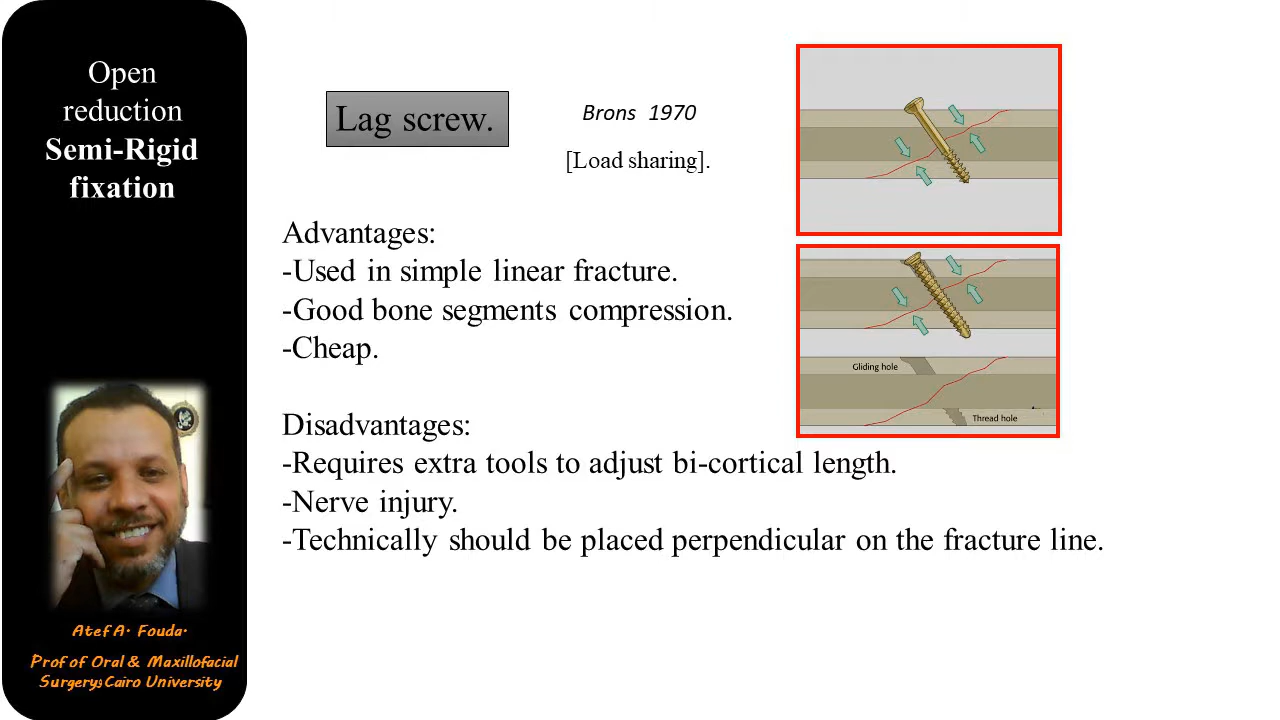 Open
reduction
Semi-Rigid
fixation
Lag screw.
Brons 1970
[Load sharing].
Advantages:
-Used in simple linear fracture.
-Good bone segments compression.
-Cheap.
Disadvantages:
-Requires extra tools to adjust bi-cortical length.
-Nerve injury.
-Technically should be placed perpendicular on the fracture line.
Gliding hole
Thread hole
Atef A. Fouda.
Prof of Oral & Maxillofacial
Surgery; Cairo University